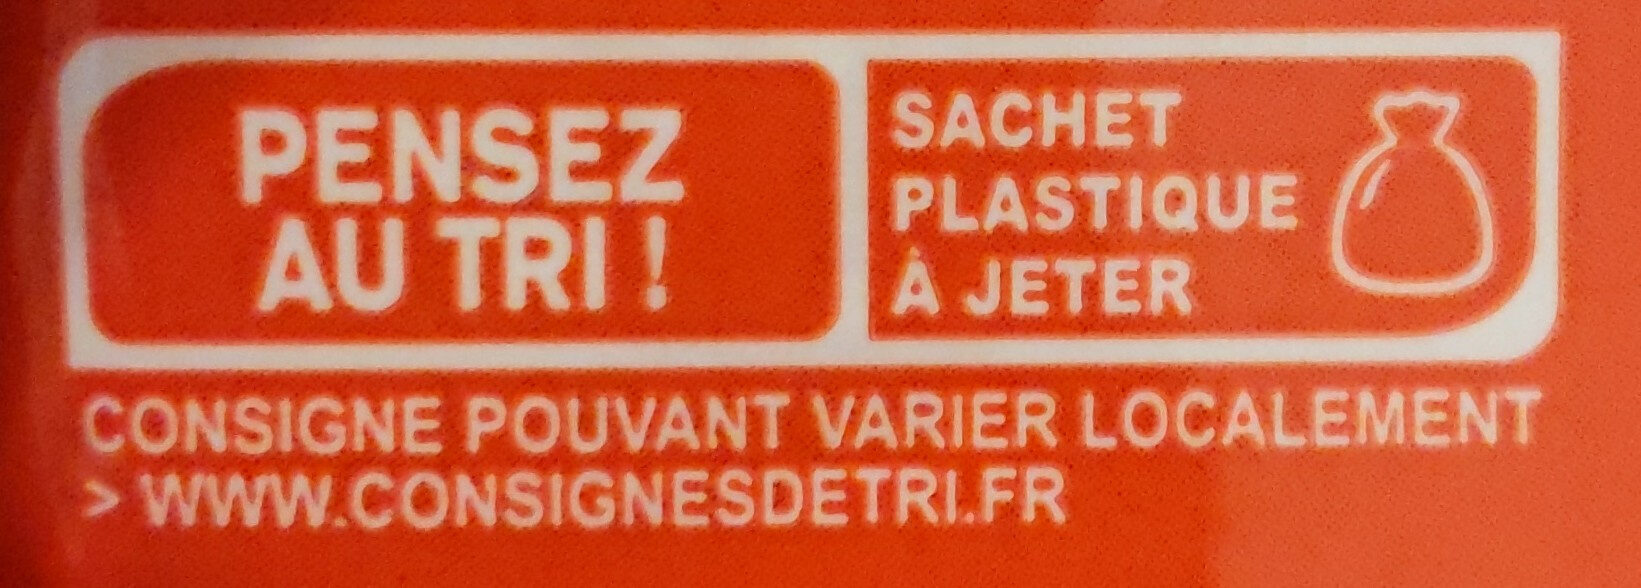 PENSEZ
AU TRI !
SACHET
PLASTIQUE
À JETER
CONSIGNE POUVANT VARIER LOCALEMENT
> WWW.CONSIGNESDETRI.FR